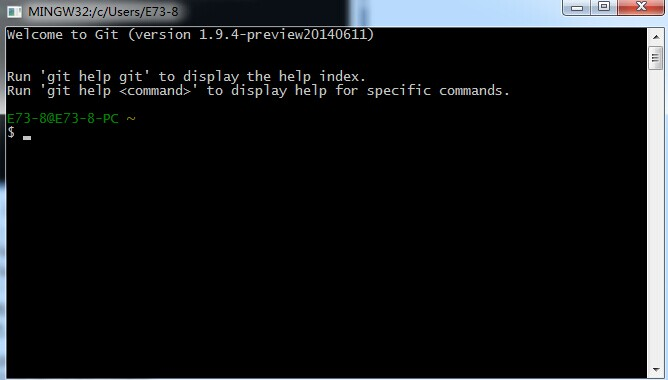 MINGW32:/c/Users/E73-8
Welcome to Git (version 1.9.4-preview20140611)
Run 'git help git' to display the help index.
Run 'git help <command>' to display help for specific commands.
E73-8@E73-8-PC ~
$